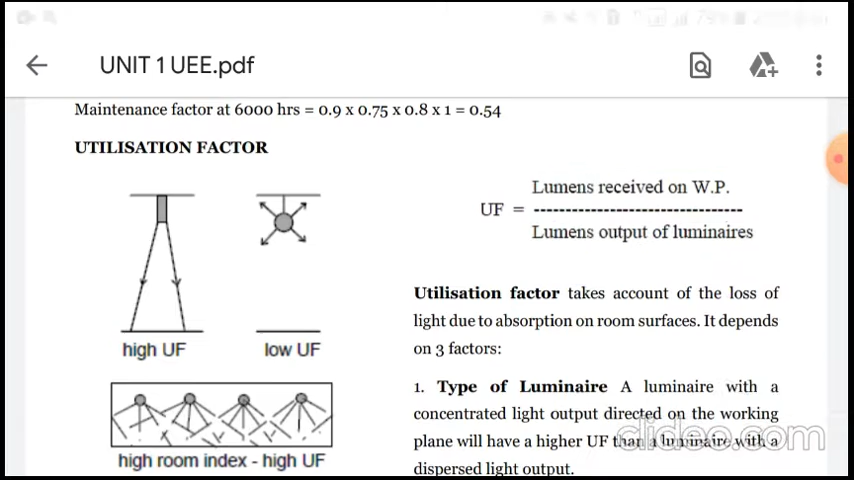 UNIT 1 UEE.pdf
Maintenance factor at 6000 hrs = 0.9 x 0.75 x 0.8 x 1 = 0.54
UTILISATION FACTOR
high UF
low UF
high room index - high UF
Lumens received on W.P.
UF = ----------------------------------
Lumens output of luminaires
Utilisation factor takes account of the loss of
light due to absorption on room surfaces. It depends
on 3 factors:
1. Type of Luminaire A luminaire with a
concentrated light output directed on the working
plane will have a higher UF than a luminaire with a
dispersed light output.
clideo.com